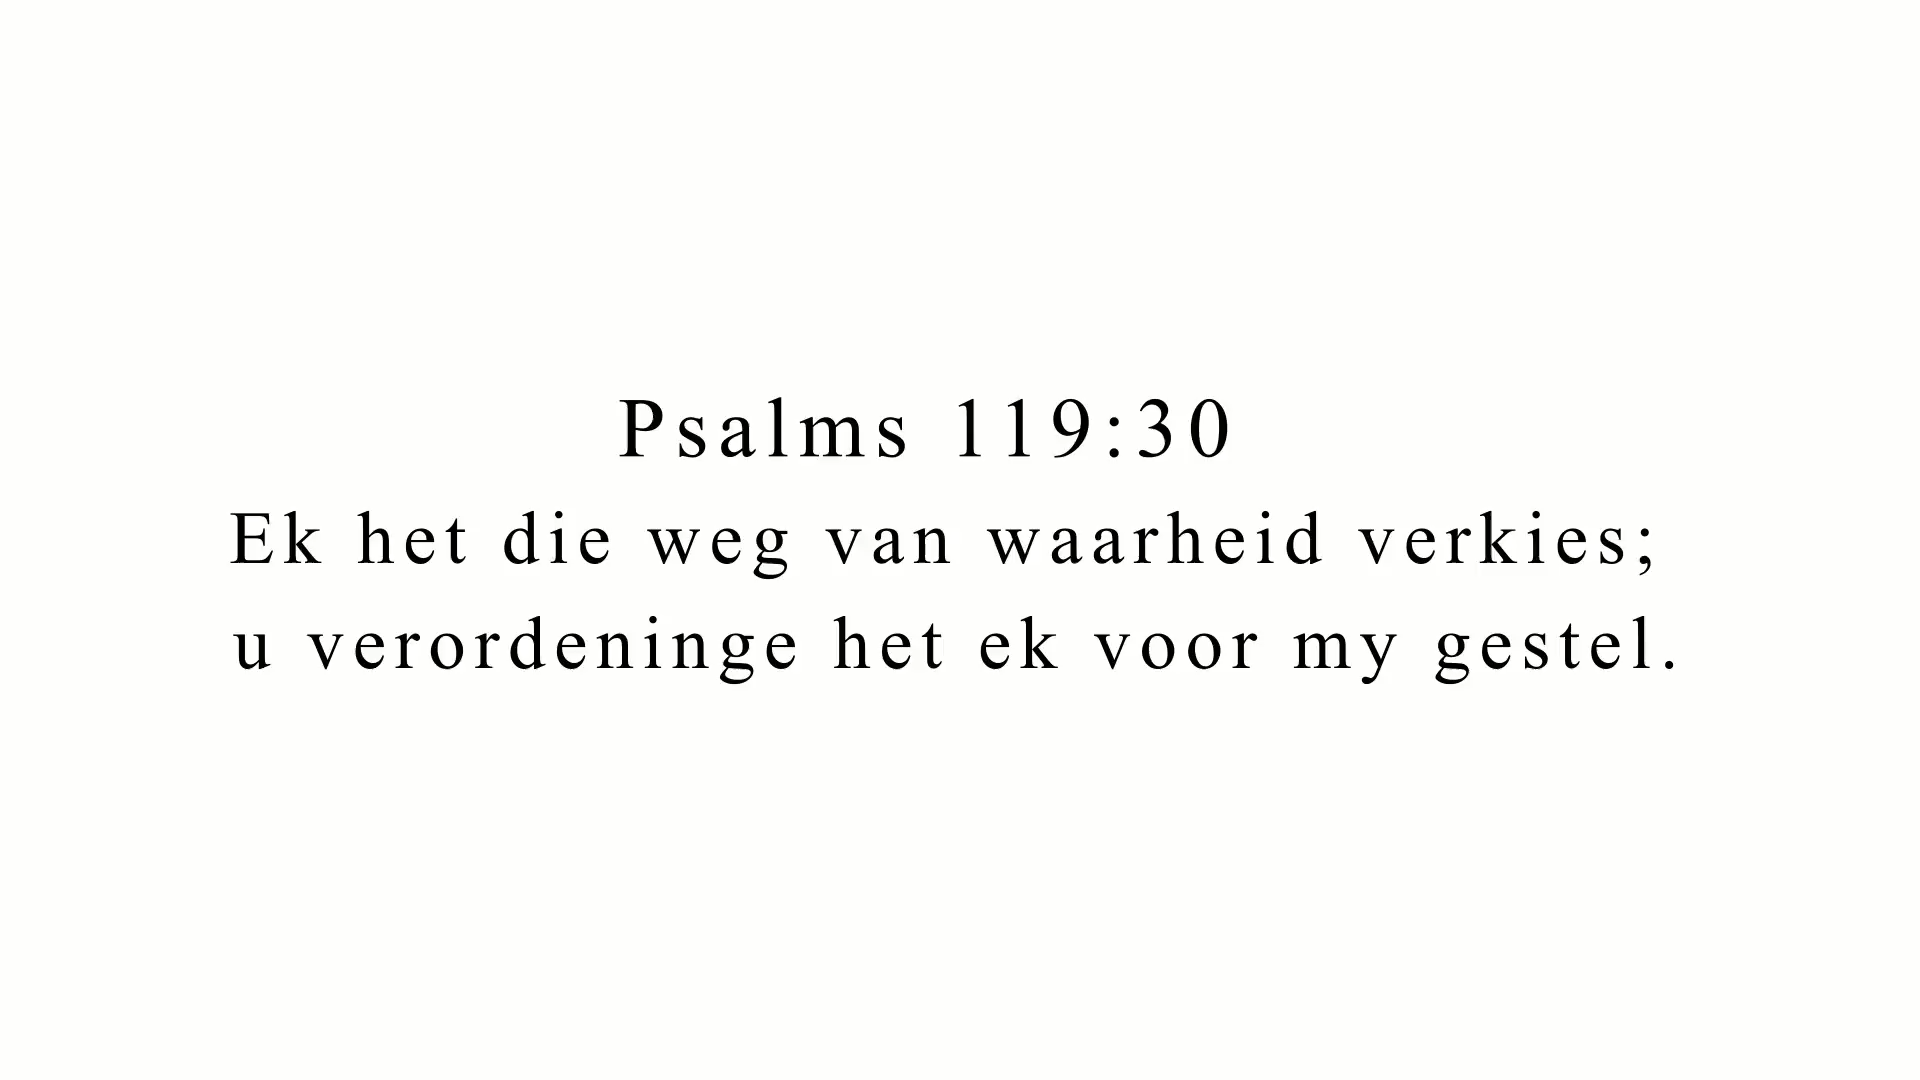 Psalms 119:30
Ek het die weg van waarheid verkies;
u verordeninge het ek voor my gestel.